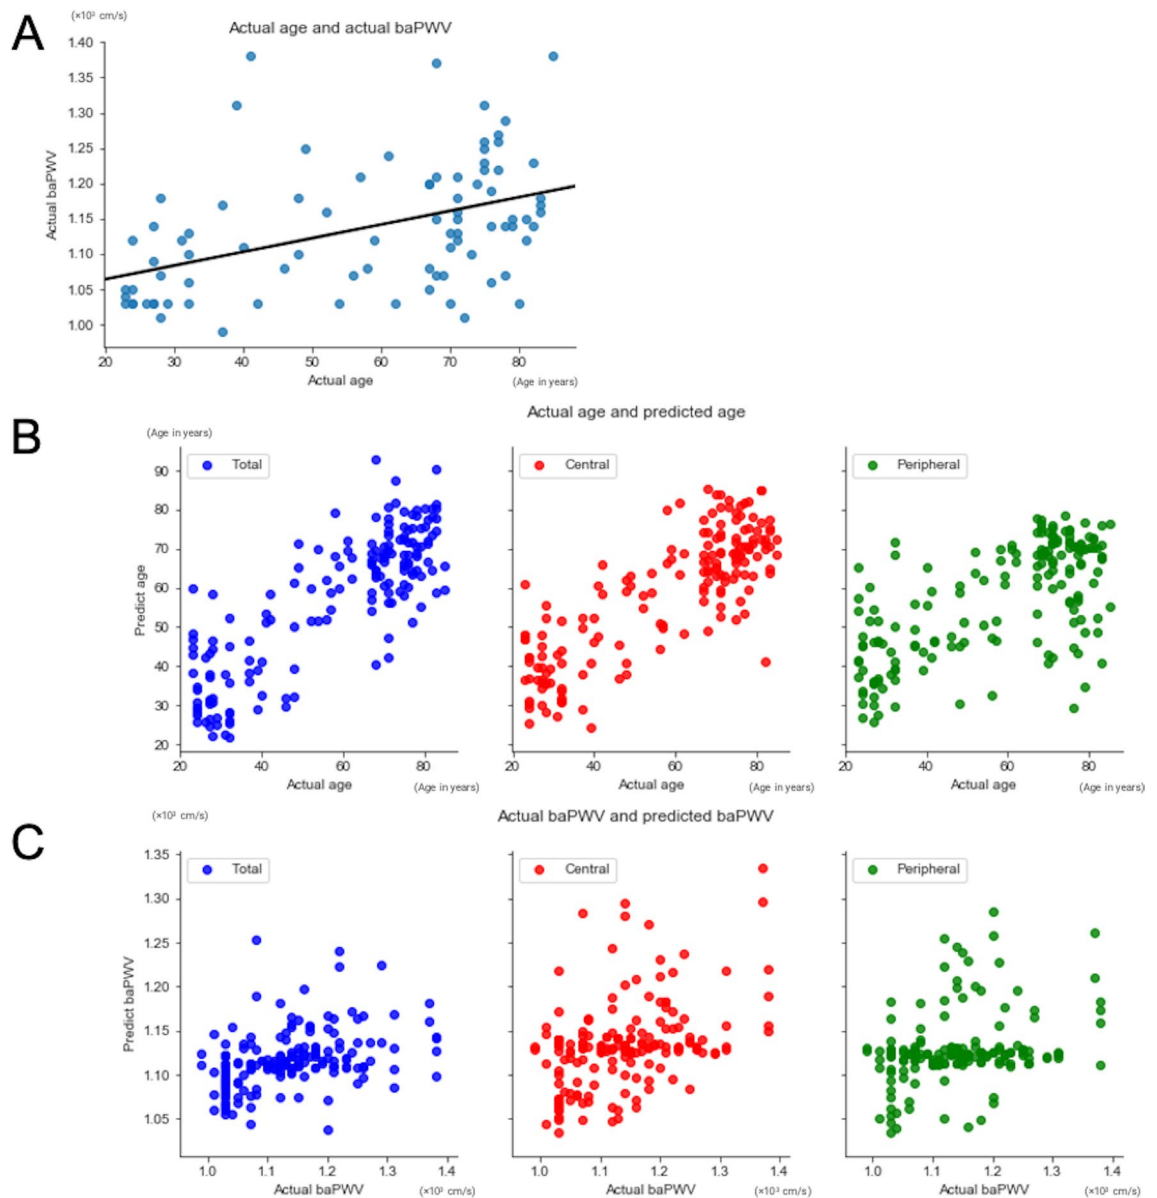 A
(×10³ cm/s)
Actual age and actual baPWV
1.40
1.35
1.30
1.25
1.20
1.15
1.10
1.05
1.00
Actual baPWV
20 30 40 50 60 70 80
Actual age
(Age in years)
B
Actual age and predicted age
(Age in years)
Total
Central
Peripheral
90
80
70
60
50
40
30
20
Predict age
20 40 60 80
20 40 60 80
20 40 60 80
Actual age (Age in years)
Actual age (Age in years)
Actual age (Age in years)
C
(×10³ cm/s)
Actual baPWV and predicted baPWV
Total
Central
Peripheral
1.35
1.30
1.25
1.20
1.15
1.10
1.05
Predict baPWV
1.0 1.1 1.2 1.3 1.4
1.0 1.1 1.2 1.3 1.4
1.0 1.1 1.2 1.3 1.4
Actual baPWV (×10³ cm/s)
Actual baPWV (×10³ cm/s)
Actual baPWV (×10³ cm/s)